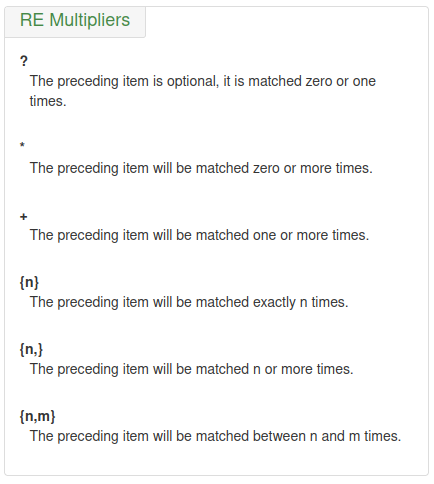 RE Multipliers
?
The preceding item is optional, it is matched zero or one
times.
*
The preceding item will be matched zero or more times.
+
The preceding item will be matched one or more times.
{n}
The preceding item will be matched exactly n times.
{n,}
The preceding item will be matched n or more times.
{n,m}
The preceding item will be matched between n and m times.